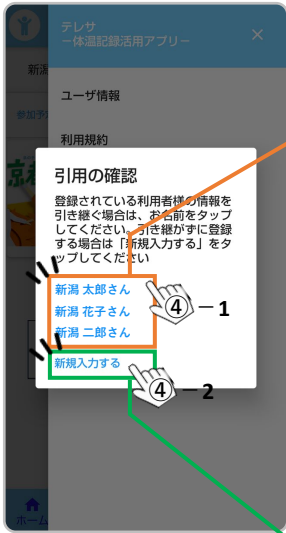 テレサ
－体温記録活用アプリ－
×
新潟
ユーザ情報
参加予定
利用規約
引用の確認
登録されている利用者様の情報を
引き継ぐ場合は、お名前をタップ
してください。引き継がずに登録
する場合は「新規入力する」をタ
ップしてください
新潟 太郎さん
新潟 花子さん
④－1
新潟 二郎さん
新規入力する
④－2
ホーム